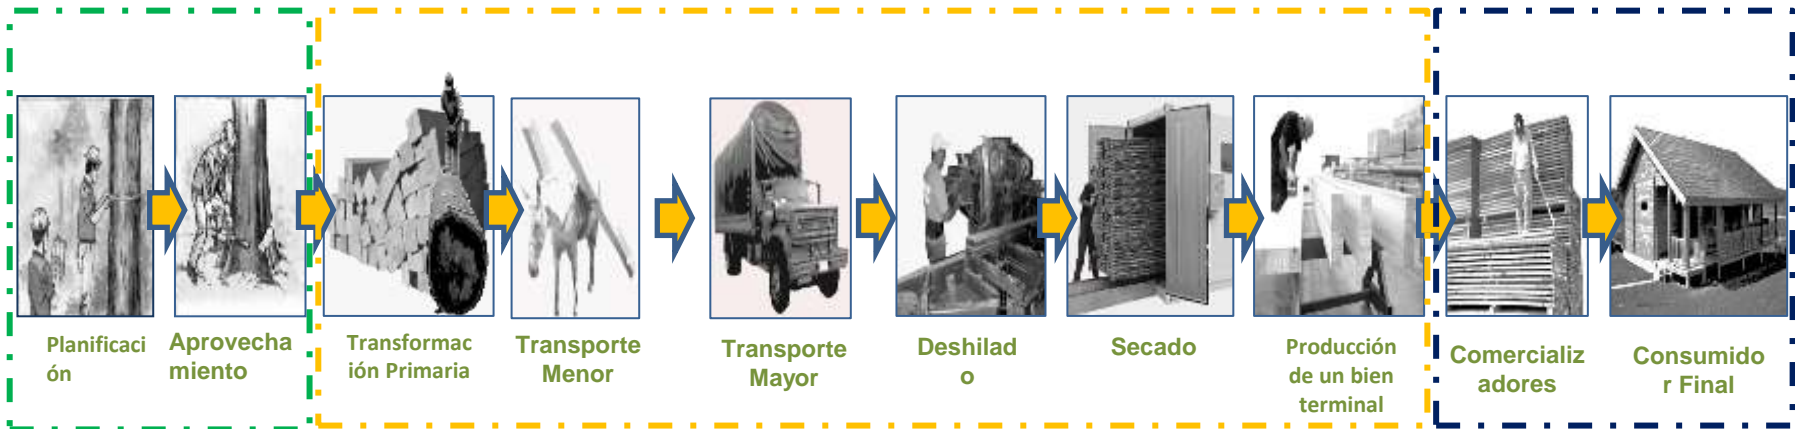 Planificaci
ón
Aprovecha
miento
Transformac
ión Primaria
Transporte
Menor
Transporte
Mayor
Deshilad
o
Secado
Producción
de un bien
terminal
Comercializ
adores
Consumido
r Final